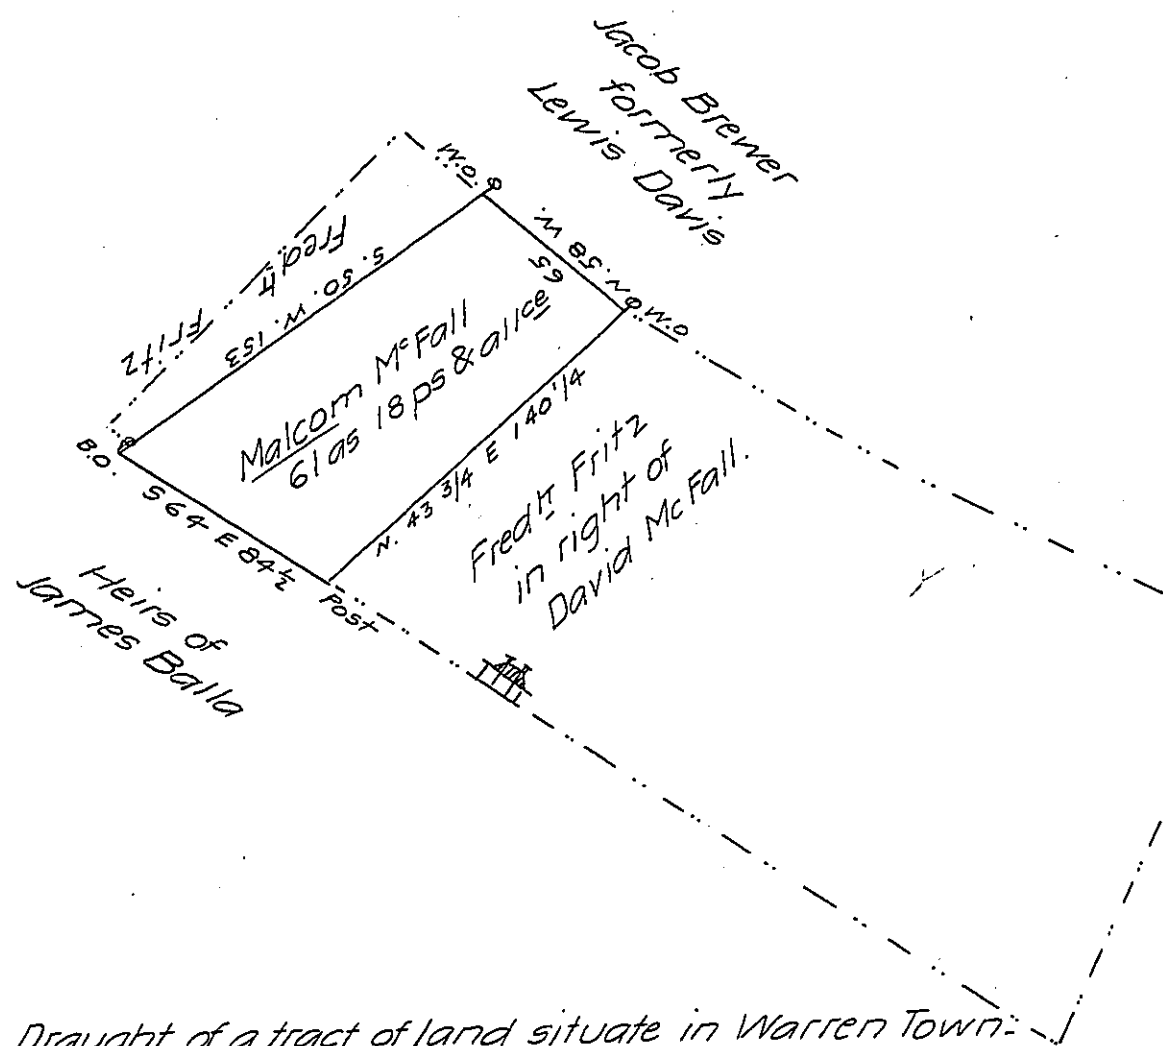 Jacob Brewer
formerly
Lewis Davis
W.O.
Fredk
Fritz
S. 50. W. 153
N. 58 W.
65
W.O
Malcom McFall
61 as 18 ps & allce
N. 43 3/4 E 140 1/4
Fredk Fritz
in right of
David McFall.
B.O.
S 64 E 84½
Post
Heirs of
James Balla
Draught of a tract of land situate in Warren Town=